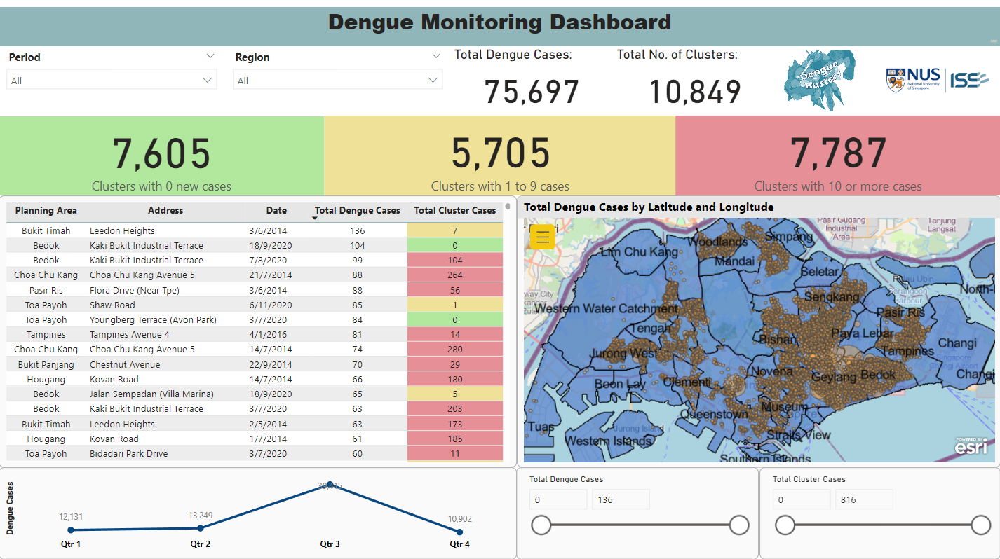 Dengue Monitoring Dashboard
Period
All
Region
All
Total Dengue Cases:
75,697
Total No. of Clusters:
10,849
Dengue
Busters
NUS
National University
of Singapore
ISS
7,605
Clusters with 0 new cases
5,705
Clusters with 1 to 9 cases
7,787
Clusters with 10 or more cases
Planning Area Address Date Total Dengue Cases Total Cluster Cases
Bukit Timah Leedon Heights 3/6/2014 136 7
Bedok Kaki Bukit Industrial Terrace 18/9/2020 104 0
Bedok Kaki Bukit Industrial Terrace 7/8/2020 99 104
Choa Chu Kang Choa Chu Kang Avenue 5 21/7/2014 88 264
Pasir Ris Flora Drive (Near Tpe) 3/6/2014 88 56
Toa Payoh Shaw Road 6/11/2020 85 1
Toa Payoh Youngberg Terrace (Avon Park) 3/7/2020 84 0
Tampines Tampines Avenue 4 4/1/2016 81 14
Choa Chu Kang Choa Chu Kang Avenue 5 14/7/2014 74 280
Bukit Panjang Chestnut Avenue 22/9/2014 70 29
Hougang Kovan Road 14/7/2014 66 180
Bedok Jalan Sempadan (Villa Marina) 18/9/2020 65 5
Bedok Kaki Bukit Industrial Terrace 3/7/2020 63 203
Bukit Timah Leedon Heights 2/5/2014 63 173
Hougang Kovan Road 1/7/2014 61 185
Toa Payoh Bidadari Park Drive 3/7/2020 60 11
Total Dengue Cases by Latitude and Longitude
Pasir Gudang
Industrial
Area
Tanjung
Langsat
Lim Chu Kang
Woodlands
Simpang
Mandai
Seletar
Pulau Ubin
Serangoon
Harbour
North-
Western Water Catchment
Sengkang
Pasir Ris
Tengah
Bishan
Paya Lebar
Jurong West
Tampines
Changi
Singapore
Changi Airport
Boon Lay
Clementi
Novena
Geylang
Bedok
Changi
Museum
Queenstown
Tuas
Jurong Island
Western Islands
Straits View
Southern Islands
POWERED BY
esri
Dengue Cases
12,131
13,249
10,902
Qtr 1
Qtr 2
Qtr 3
Qtr 4
Total Dengue Cases
0
136
Total Cluster Cases
0
816